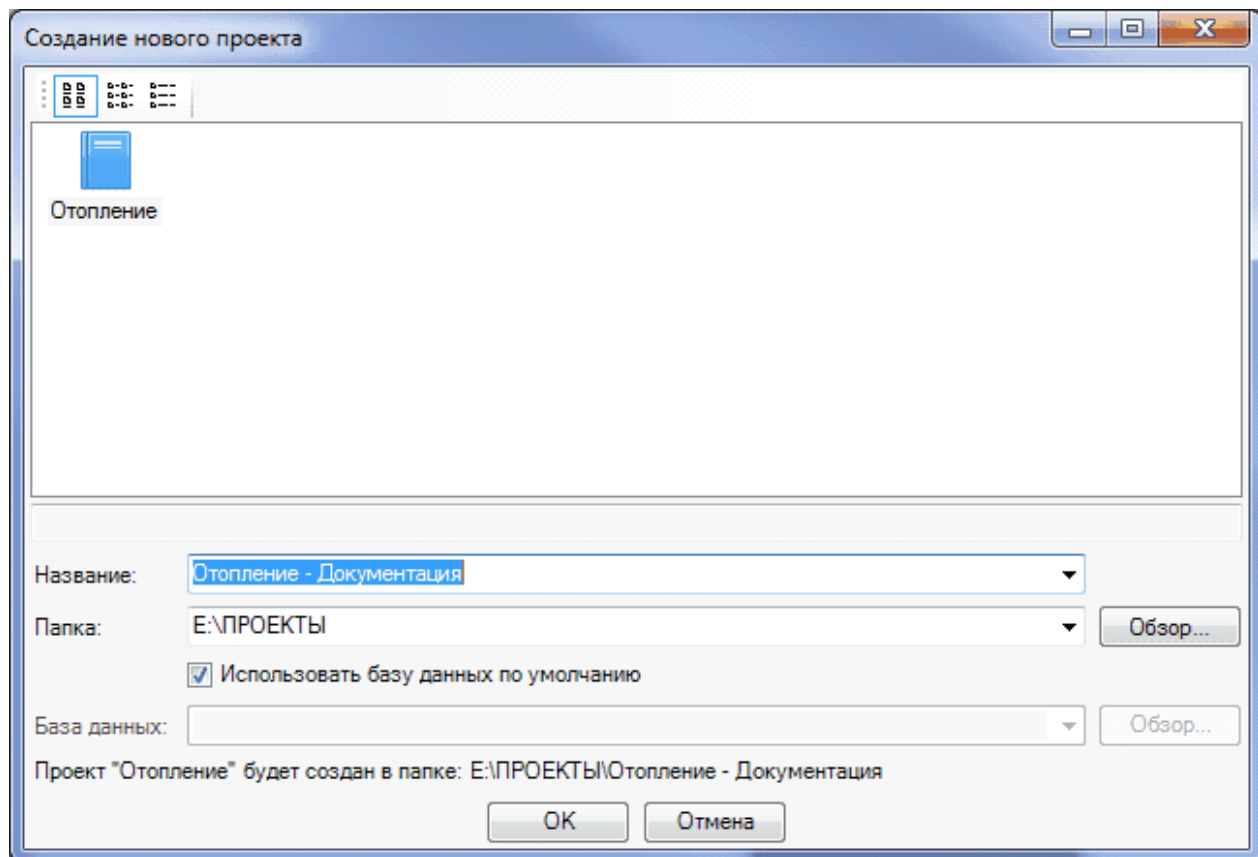 Создание нового проекта
Отопление
Название: Отопление - Документация
Папка: E:\ПРОЕКТЫ Обзор...
Использовать базу данных по умолчанию
База данных: Обзор...
Проект "Отопление" будет создан в папке: E:\ПРОЕКТЫ\Отопление - Документация
OK Отмена